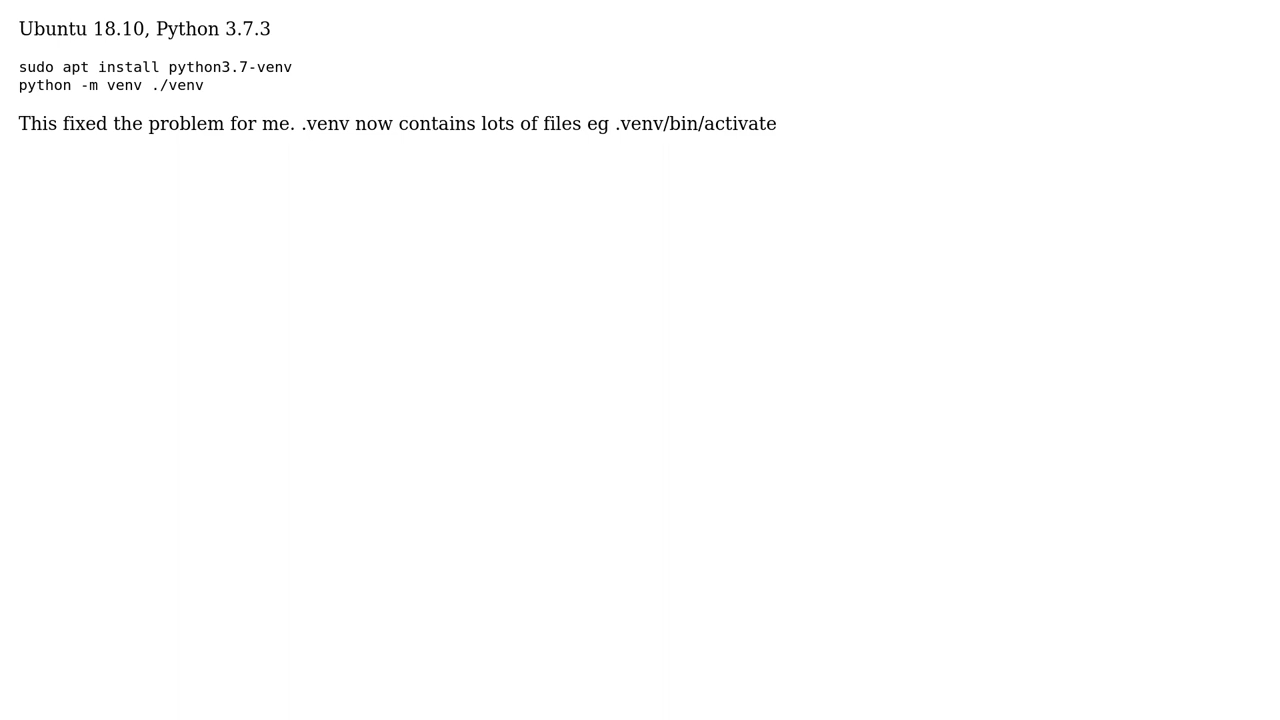 Ubuntu 18.10, Python 3.7.3
sudo apt install python3.7-venv
python -m venv ./venv
This fixed the problem for me. .venv now contains lots of files eg .venv/bin/activate